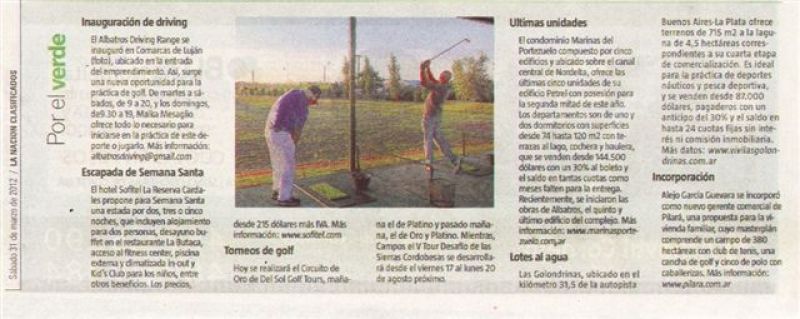 Sábado 31 de marzo de 2012 / LA NACION CLASIFICADOS
Por el verde
Inauguración de driving
El Albatros Driving Range se
inauguró en Comarcas de Luján
(foto), ubicado en la entrada
del emprendimiento. Así, surge
una nueva oportunidad para la
práctica de golf. De martes a sá-
bados, de 9 a 20, y los domingos,
de9.30 a 19, Malka Mesaglio
ofrece todo lo necesario para
iniciarse en la práctica de este de-
porte o jugarlo. Más información:
albatrosdriving@gmail.com
Escapada de Semana Santa
El hotel Sofitel La Reserva Carda-
les propone para Semana Santa
una estada por dos, tres o cinco
noches, que incluyen alojamiento
para dos personas, desayuno bu-
ffet en el restaurante La Butaca,
acceso al fitness center, piscina
externa y climatizada in-out y
Kid's Club para los niños, entre
otros beneficios. Los precios,
desde 215 dólares más IVA. Más
información: www.sofitel.com
Torneos de golf
Hoy se realizará el Circuito de
Oro de Del Sol Golf Tours, maña-
na el de Platino y pasado maña-
na, el de Oro y Platino. Mientras,
Campos el V Tour Desafío de las
Sierras Cordobesas se desarrolla-
rá desde el viernes 17 al lunes 20
de agosto próximo.
Ultimas unidades
El condominio Marinas del
Portezuelo compuesto por cinco
edificios y ubicado sobre el canal
central de Nordelta, ofrece las
últimas cinco unidades de su
edificio Petrel con posesión para
la segunda mitad de este año.
Los departamentos son de uno y
dos dormitorios con superficies
desde 74 hasta 120 m2 con te-
rrazas al lago, cochera y baulera,
que se venden desde 144.500
dólares con un 30% al boleto y
el saldo en tantas cuotas como
meses falten para la entrega.
Recientemente, se iniciaron las
obras de Albatros, el quinto y
último edificio del complejo. Más
información: www.marinasporte-
zuelo.com.ar
Lotes al agua
Las Golondrinas, ubicado en el
kilómetro 31,5 de la autopista
Buenos Aires-La Plata ofrece
terrenos de 715 m2 a la lagu-
na de 4,5 hectáreas corres-
pondientes a su cuarta etapa
de comercialización. Es ideal
para la práctica de deportes
náuticos y pesca deportiva,
y se venden desde 87.000
dólares, pagaderos con un
anticipo del 30% y el saldo en
hasta 24 cuotas fijas sin inte-
rés ni comisión inmobiliaria.
Más datos: www.vivilasgolon-
drinas.com.ar
Incorporación
Alejo García Guevara se incorporó
como nuevo gerente comercial de
Pilará, una propuesta para la vi-
vienda familiar, cuyo masterplan
comprende un campo de 380
hectáreas con club de tenis, una
cancha de golf y cinco de polo con
caballerizas. Más información:
www.pilara.com.ar